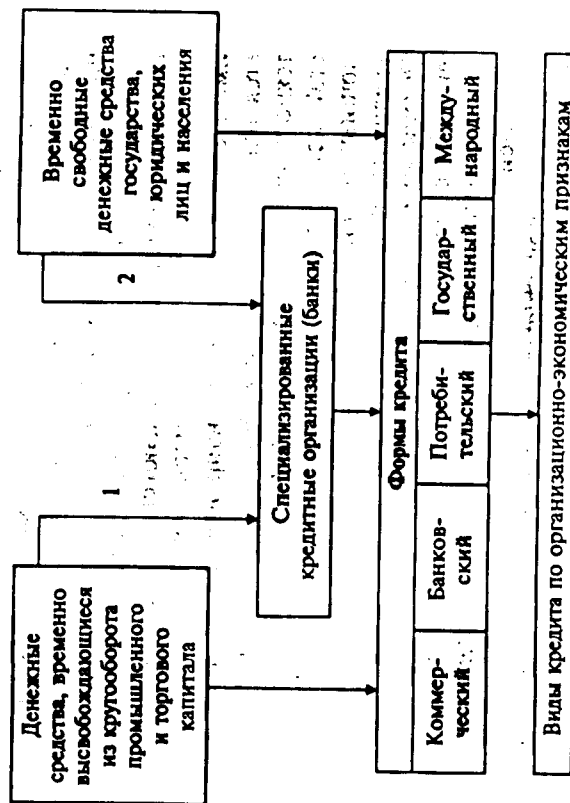 Денежные
средства, временно
высвобождающиеся
из кругооборота
промышленного
и торгового
капитала
Временно
свободные
денежные средства
государства,
юридических
лиц и населения
1
2
Специализированные
кредитные организации (банки)
Формы кредита
Коммер-
ческий
Банков-
ский
Потреби-
тельский
Государ-
ственный
Между-
народный
Виды кредита по организационно-экономическим признакам